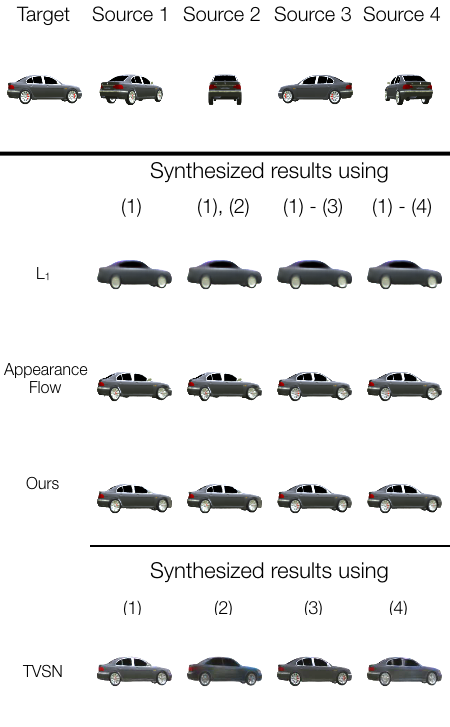 Target Source 1 Source 2 Source 3 Source 4
Synthesized results using
(1) (1), (2) (1) - (3) (1) - (4)
L1
Appearance
Flow
Ours
Synthesized results using
(1) (2) (3) (4)
TVSN